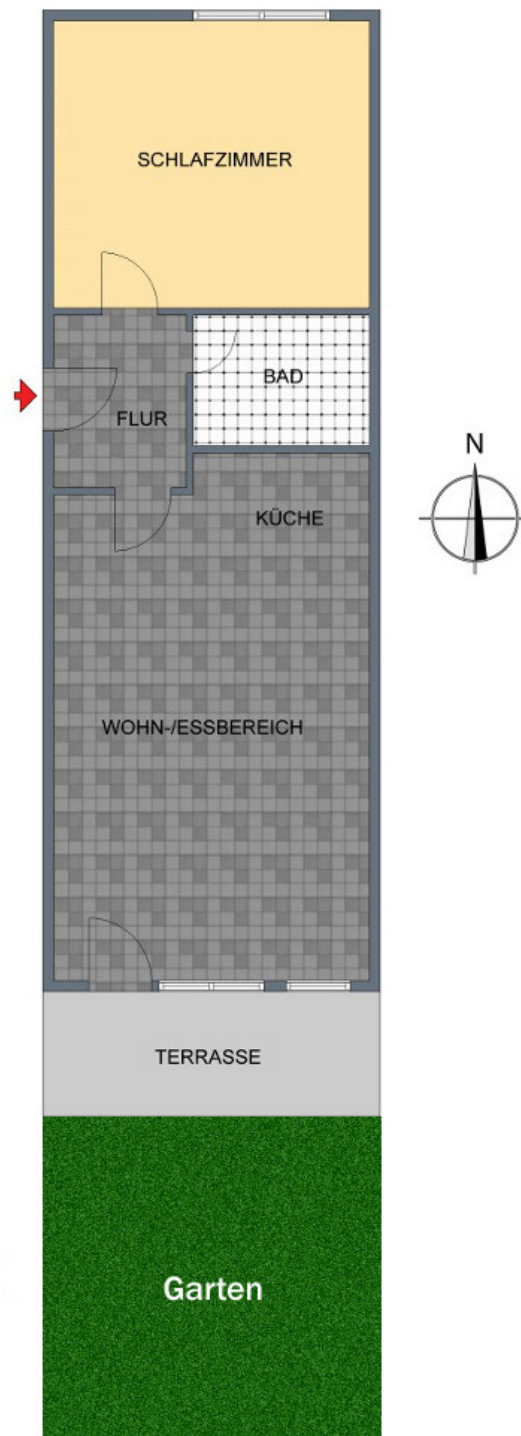 SCHLAFZIMMER
BAD
FLUR
N
KÜCHE
WOHN-/ESSBEREICH
TERRASSE
Garten